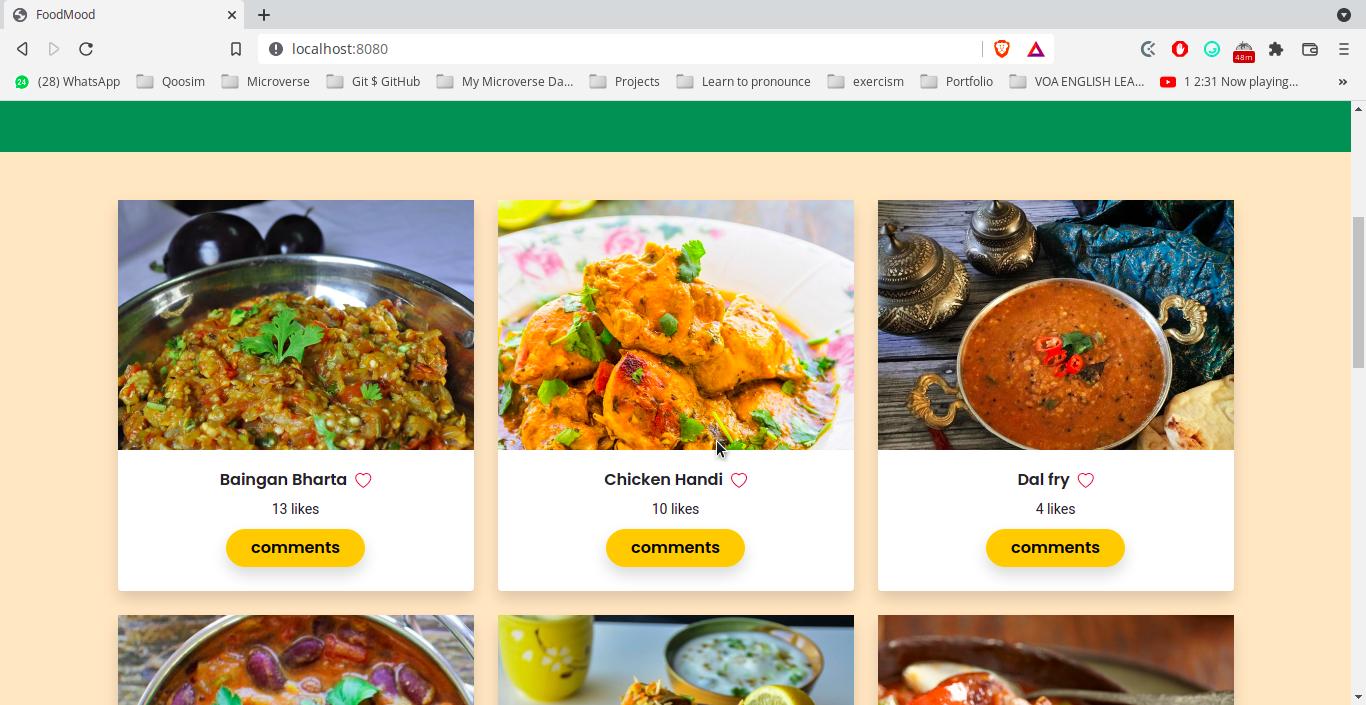 FoodMood
localhost:8080
48m
24 (28) WhatsApp Qoosim Microverse Git $ GitHub My Microverse Da... Projects Learn to pronounce exercism Portfolio VOA ENGLISH LEA... 1 2:31 Now playing... »
Baingan Bharta Chicken Handi Dal fry
13 likes 10 likes 4 likes
comments comments comments